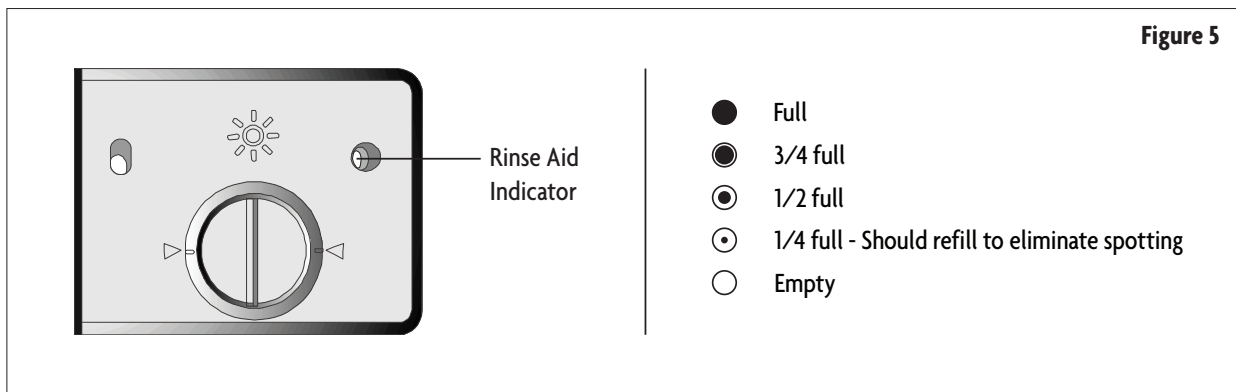 Figure 5
Rinse Aid
Indicator
Full
3/4 full
1/2 full
1/4 full - Should refill to eliminate spotting
Empty